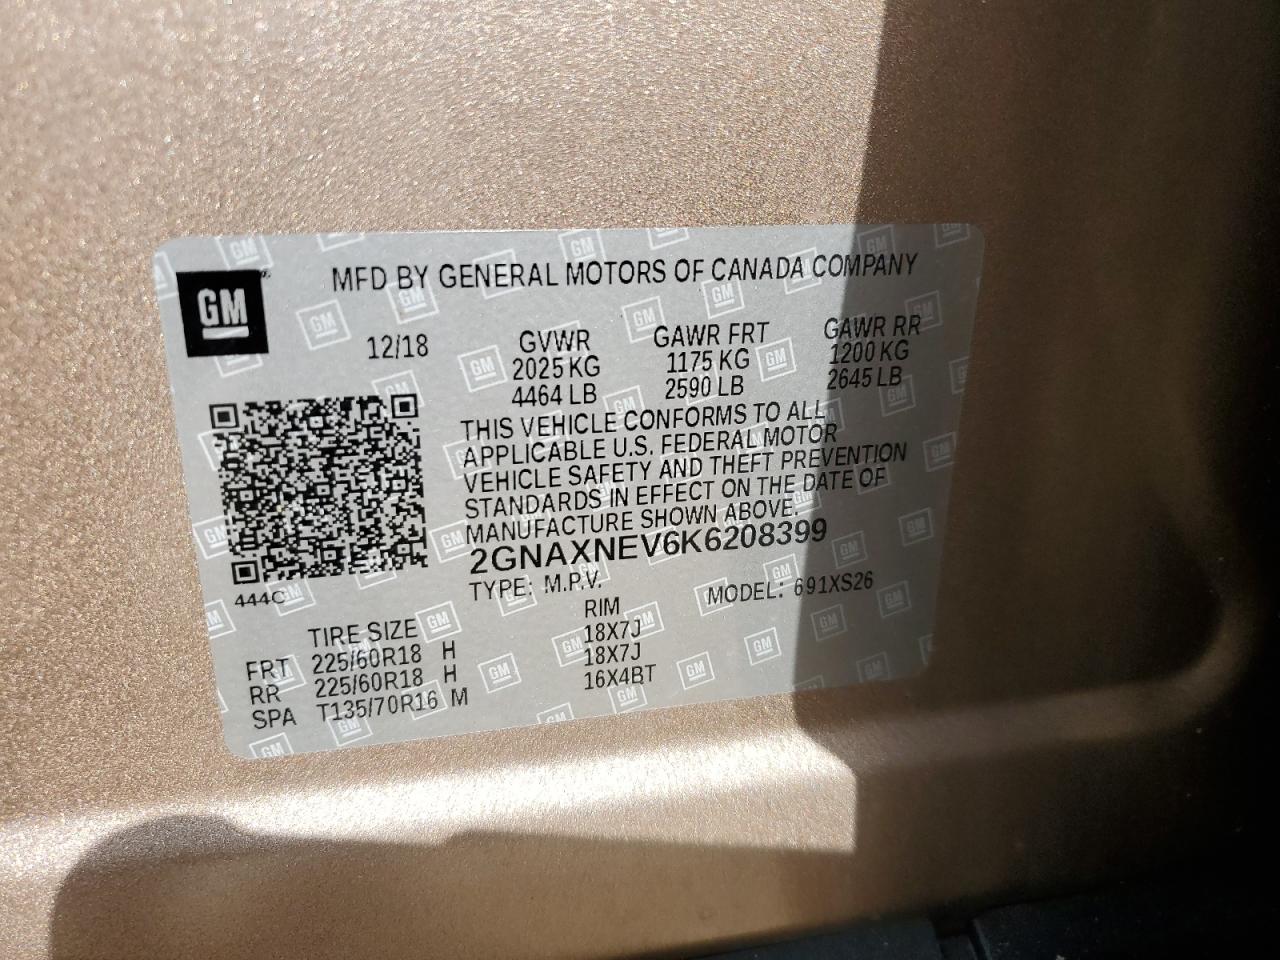 MFD BY GENERAL MOTORS OF CANADA COMPANY
GM
12/18
GVWR GAWR FRT GAWR RR
2025 KG 1175 KG 1200 KG
4464 LB 2590 LB 2645 LB
THIS VEHICLE CONFORMS TO ALL
APPLICABLE U.S. FEDERAL MOTOR
VEHICLE SAFETY AND THEFT PREVENTION
STANDARDS IN EFFECT ON THE DATE OF
MANUFACTURE SHOWN ABOVE.
2GNAXNEV6K6208399
TYPE: M.P.V. MODEL: 691XS26
444C
TIRE SIZE RIM
FRT 225/60R18 H 18X7J
RR 225/60R18 H 18X7J
SPA T135/70R16 M 16X4BT